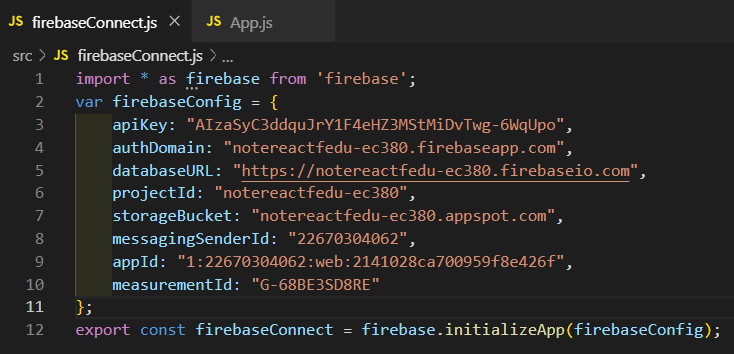 JS firebaseConnect.js × JS App.js
src > JS firebaseConnect.js > ...
1 import * as firebase from 'firebase';
2 var firebaseConfig = {
3 apiKey: "AIzaSyC3ddquJrY1F4eHZ3MStMiDvTwg-6WqUpo",
4 authDomain: "notereactfedu-ec380.firebaseapp.com",
5 databaseURL: "https://notereactfedu-ec380.firebaseio.com",
6 projectId: "notereactfedu-ec380",
7 storageBucket: "notereactfedu-ec380.appspot.com",
8 messagingSenderId: "22670304062",
9 appId: "1:22670304062:web:2141028ca700959f8e426f",
10 measurementId: "G-68BE3SD8RE"
11 };
12 export const firebaseConnect = firebase.initializeApp(firebaseConfig);